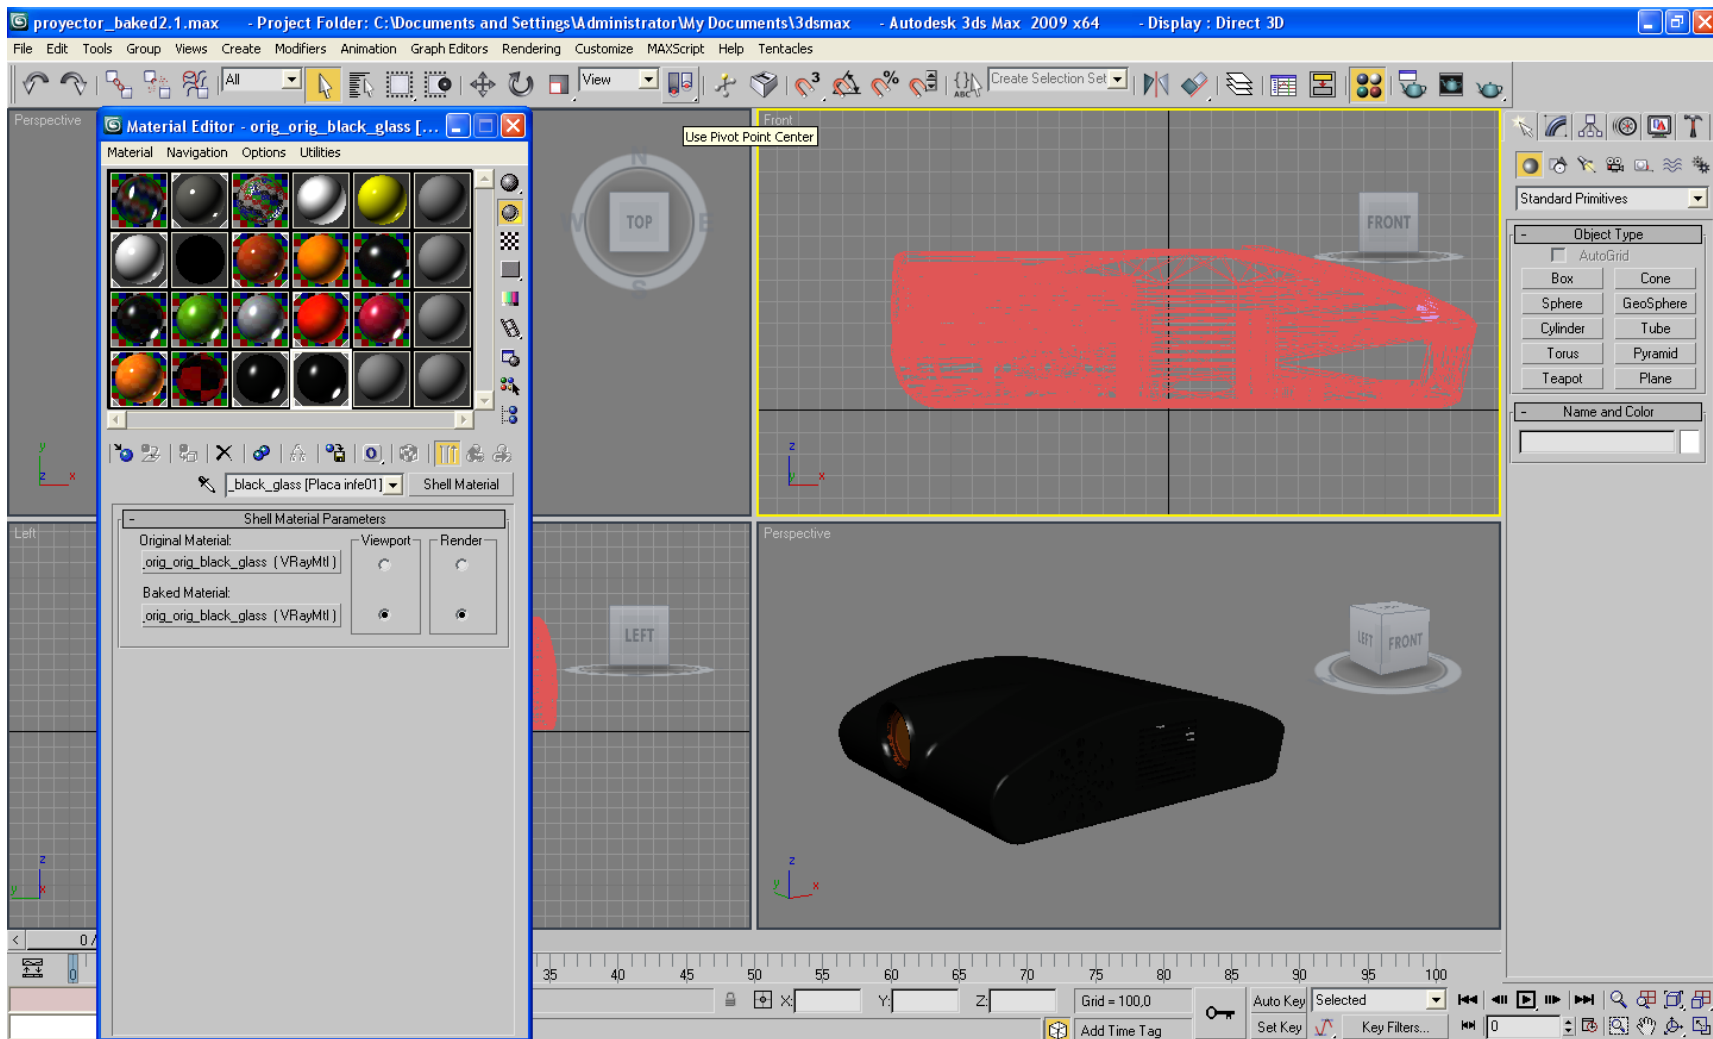 proyector_baked2.1.max - Project Folder: C:\Documents and Settings\Administrator\My Documents\3dsmax - Autodesk 3ds Max 2009 x64 - Display : Direct 3D
File Edit Tools Group Views Create Modifiers Animation Graph Editors Rendering Customize MAXScript Help Tentacles
All View Create Selection Set
Perspective
Material Editor - orig_orig_black_glass [...
Front
Use Pivot Point Center
Material Navigation Options Utilities
N
W TOP E
S
FRONT
Standard Primitives
- Object Type
AutoGrid
Box Cone
Sphere GeoSphere
Cylinder Tube
Torus Pyramid
Teapot Plane
- Name and Color
y
z x
z
y x
_black_glass [Placa infe01] Shell Material
- Shell Material Parameters
Original Material: Viewport Render
_orig_orig_black_glass ( VRayMtl )
Baked Material:
_orig_orig_black_glass ( VRayMtl )
Left
LEFT
Perspective
LEFT FRONT
z
y x
z
y x
< 0 /
0 35 40 45 50 55 60 65 70 75 80 85 90 95 100
X: Y: Z: Grid = 100,0 Auto Key Selected
Add Time Tag Set Key Key Filters... 0